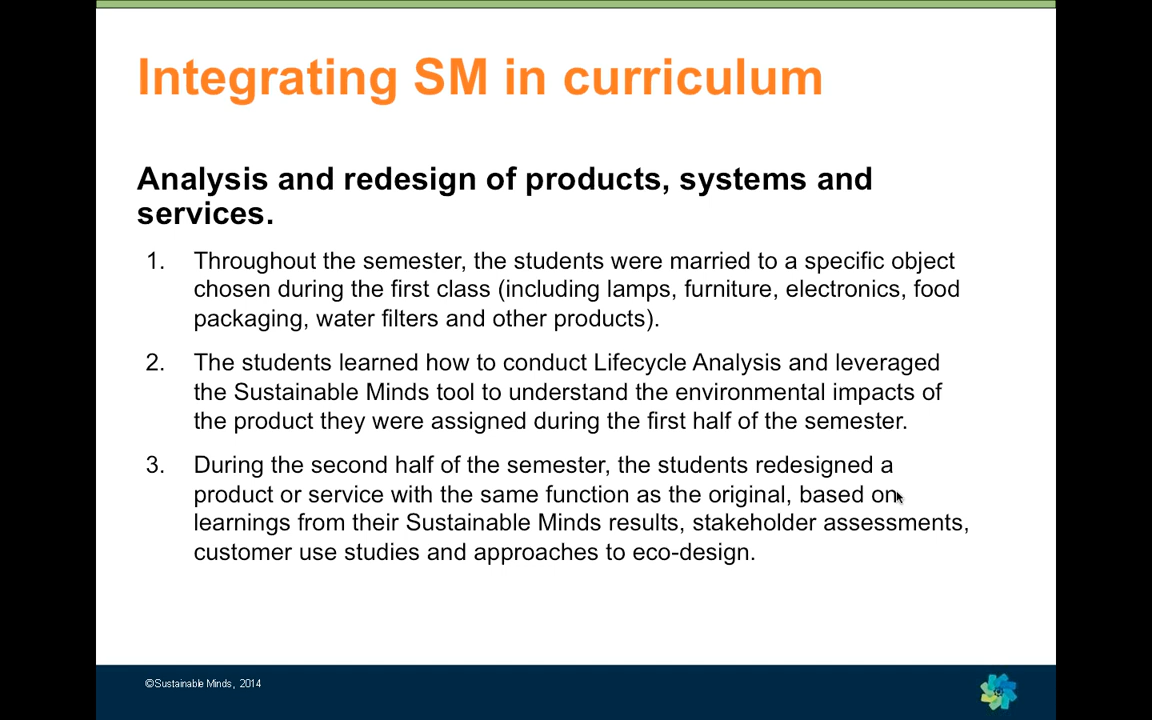 Integrating SM in curriculum
Analysis and redesign of products, systems and
services.
1. Throughout the semester, the students were married to a specific object
chosen during the first class (including lamps, furniture, electronics, food
packaging, water filters and other products).
2. The students learned how to conduct Lifecycle Analysis and leveraged
the Sustainable Minds tool to understand the environmental impacts of
the product they were assigned during the first half of the semester.
3. During the second half of the semester, the students redesigned a
product or service with the same function as the original, based on
learnings from their Sustainable Minds results, stakeholder assessments,
customer use studies and approaches to eco-design.
©Sustainable Minds, 2014